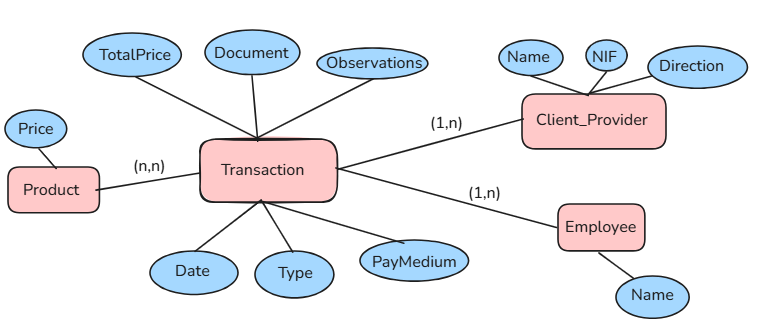 TotalPrice
Document
Observations
Name
NIF
Direction
Price
(1,n)
Client_Provider
(n,n)
Transaction
Product
(1,n)
Employee
Date
Type
PayMedium
Name